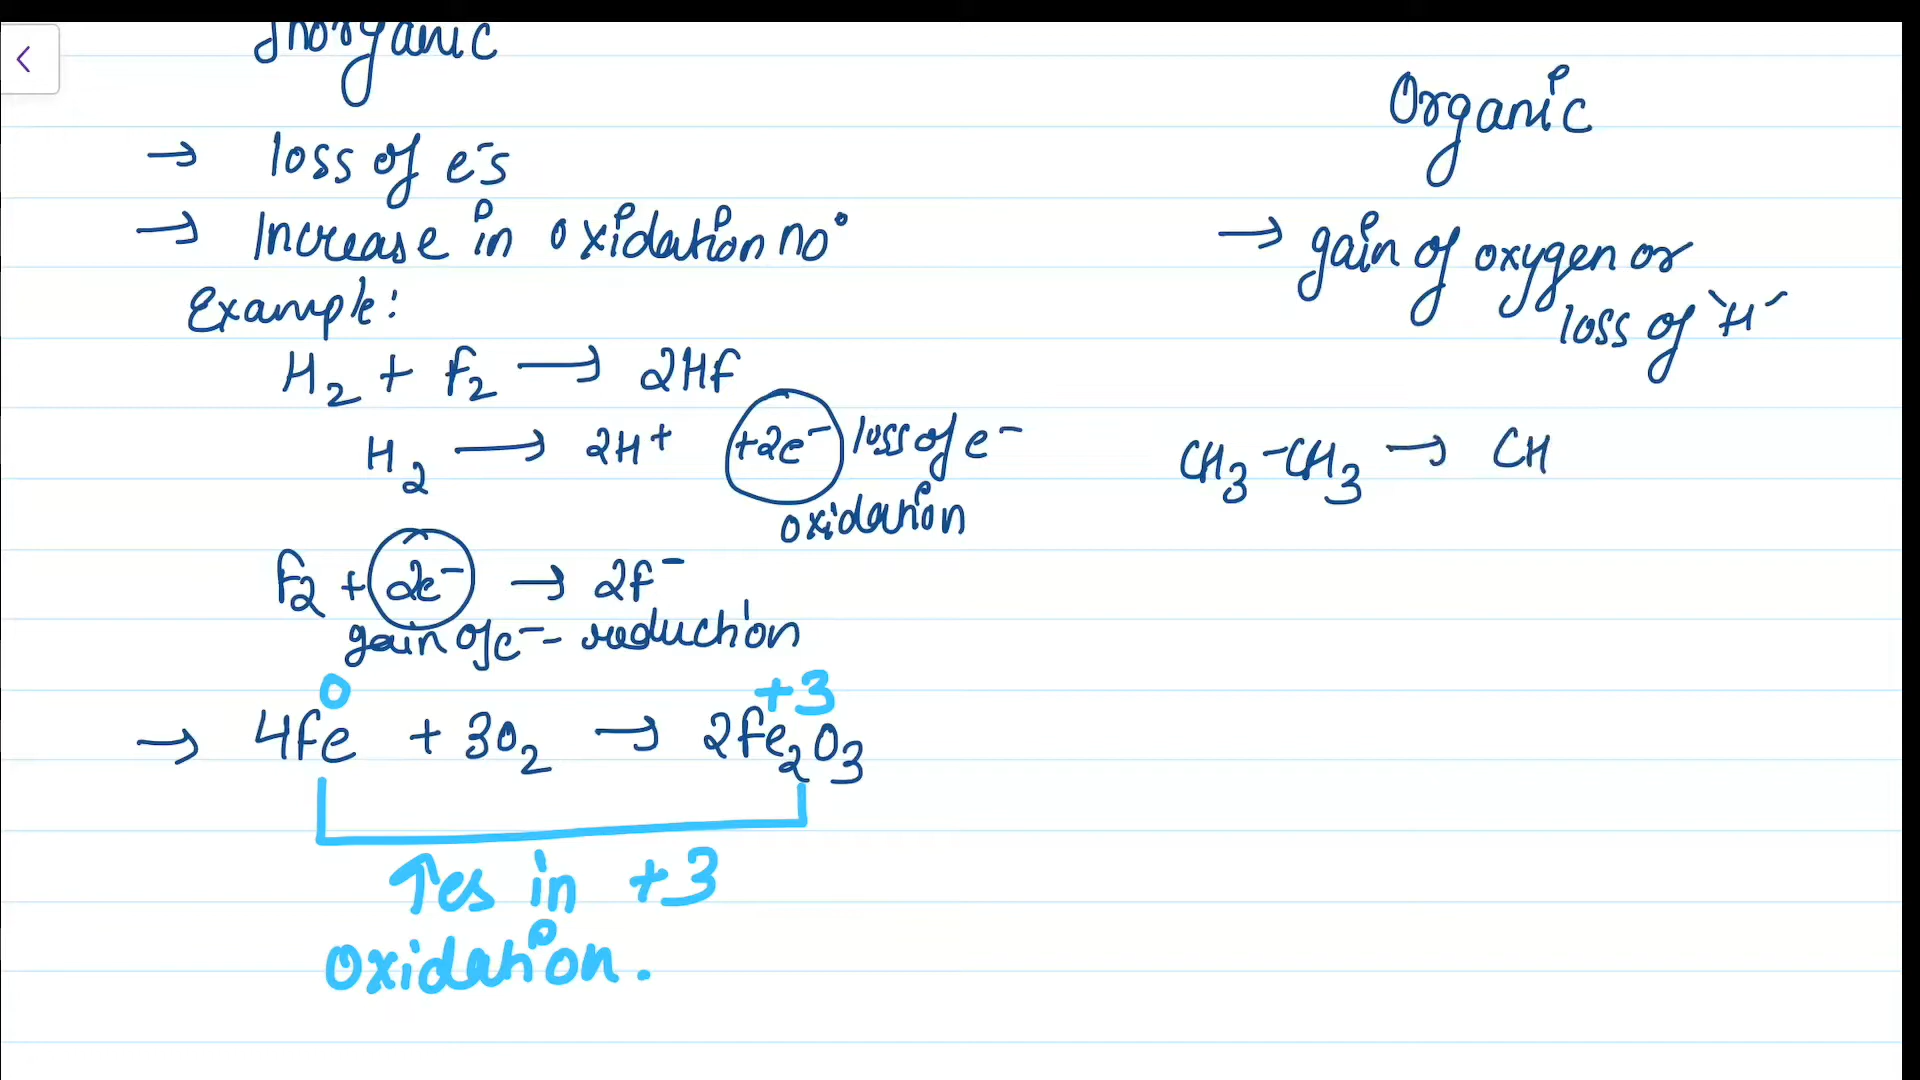 Inorganic
→ loss of e⁻s
→ Increase in oxidation no°
Example:
H₂ + F₂ → 2HF
H₂ → 2H⁺ +2e⁻ loss of e⁻
oxidation
F₂ + 2e⁻ → 2F⁻
gain of e⁻ - reduction
0 +3
→ 4Fe + 3O₂ → 2Fe₂O₃
↑es in +3
oxidation.
Organic
→ gain of oxygen or
loss of 'H'
CH₃-CH₃ → CH